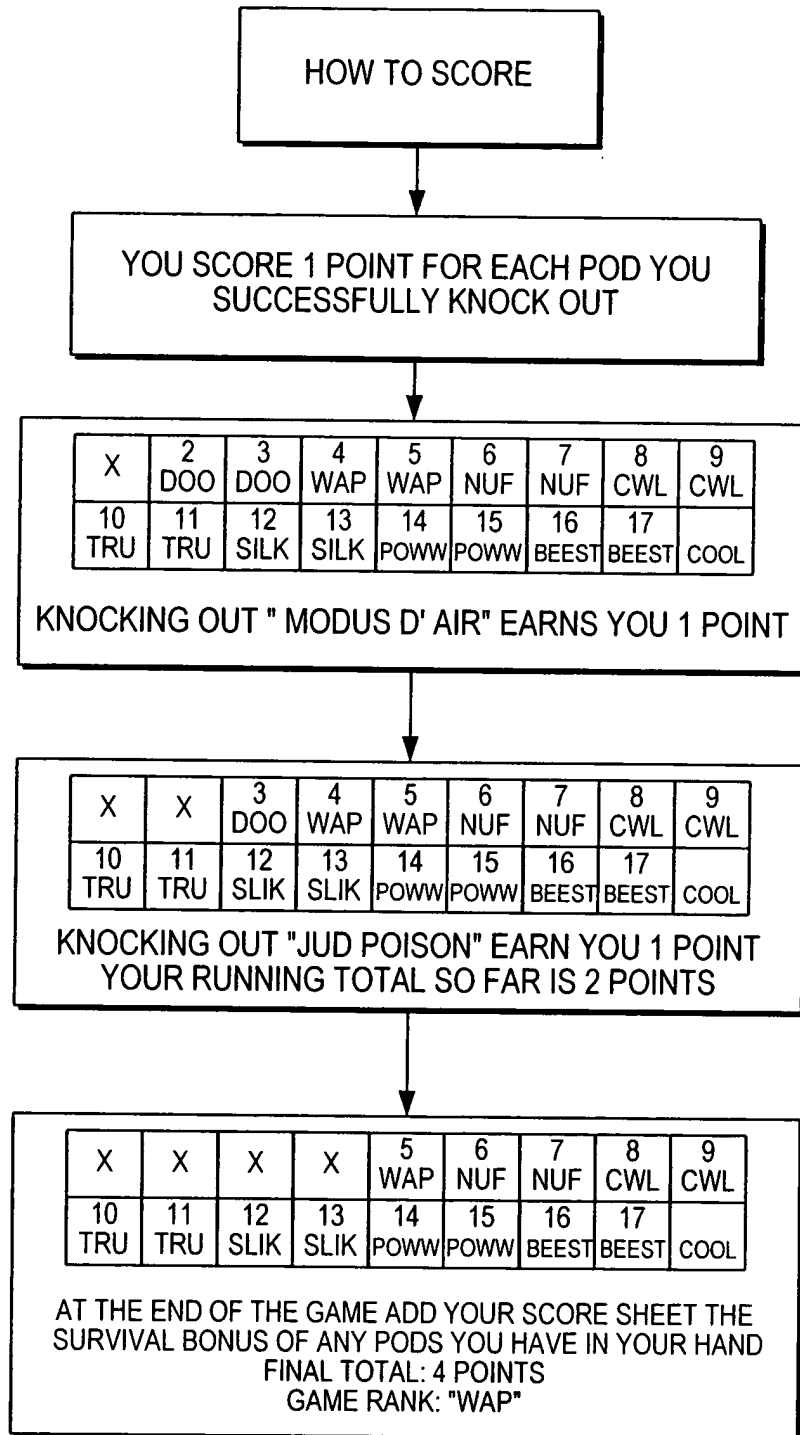 HOW TO SCORE
YOU SCORE 1 POINT FOR EACH POD YOU
SUCCESSFULLY KNOCK OUT
X 2 3 4 5 6 7 8 9
DOO DOO WAP WAP NUF NUF CWL CWL
10 11 12 13 14 15 16 17
TRU TRU SILK SILK POWW POWW BEEST BEEST COOL
KNOCKING OUT " MODUS D' AIR" EARNS YOU 1 POINT
X X 3 4 5 6 7 8 9
DOO WAP WAP NUF NUF CWL CWL
10 11 12 13 14 15 16 17
TRU TRU SLIK SLIK POWW POWW BEEST BEEST COOL
KNOCKING OUT "JUD POISON" EARN YOU 1 POINT
YOUR RUNNING TOTAL SO FAR IS 2 POINTS
X X X X 5 6 7 8 9
WAP NUF NUF CWL CWL
10 11 12 13 14 15 16 17
TRU TRU SLIK SLIK POWW POWW BEEST BEEST COOL
AT THE END OF THE GAME ADD YOUR SCORE SHEET THE
SURVIVAL BONUS OF ANY PODS YOU HAVE IN YOUR HAND
FINAL TOTAL: 4 POINTS
GAME RANK: "WAP"